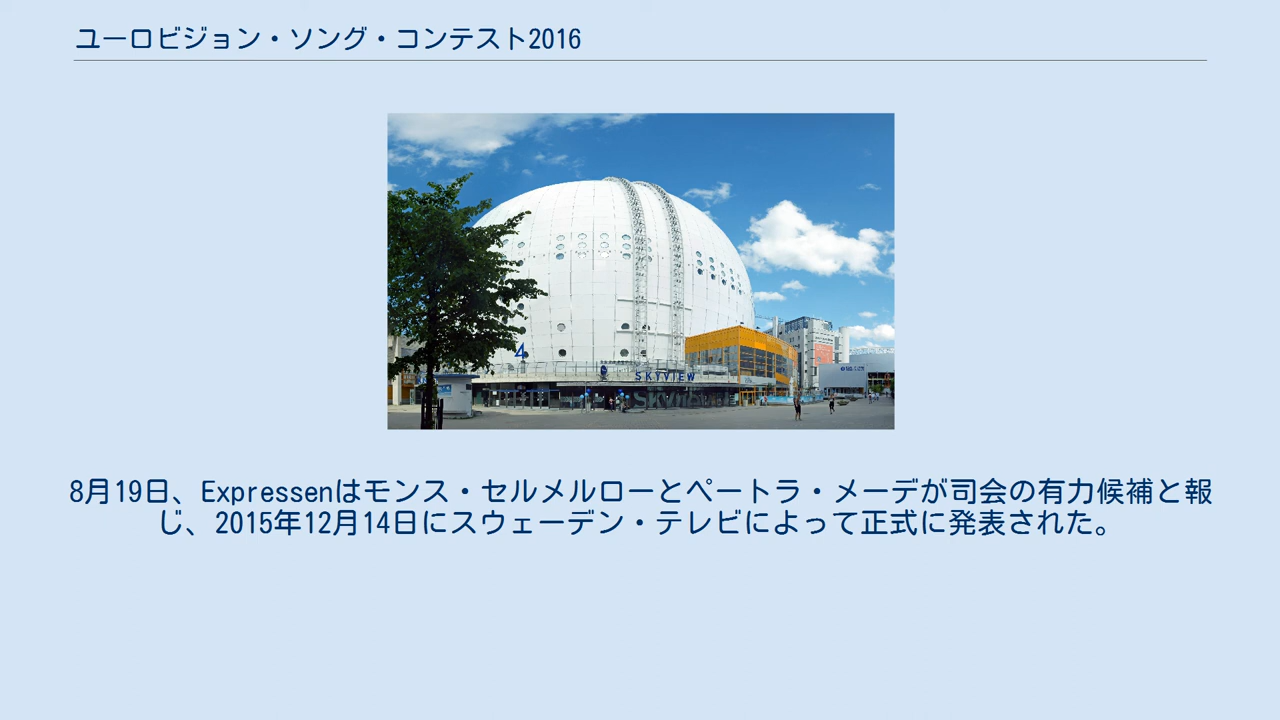 ユーロビジョン・ソング・コンテスト2016
SKYVIEW
8月19日、Expressenはモンス・セルメルローとペートラ・メーデが司会の有力候補と報
じ、2015年12月14日にスウェーデン・テレビによって正式に発表された。